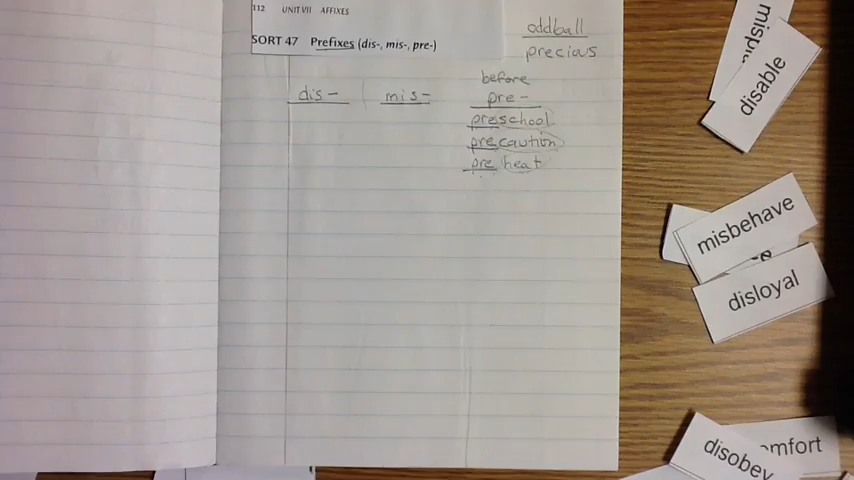 112 UNIT VII AFFIXES
SORT 47 Prefixes (dis-, mis-, pre-)
oddball
precious
before
dis- mis- pre-
preschool
precaution
preheat
disable
misbehave
disloyal
disobey